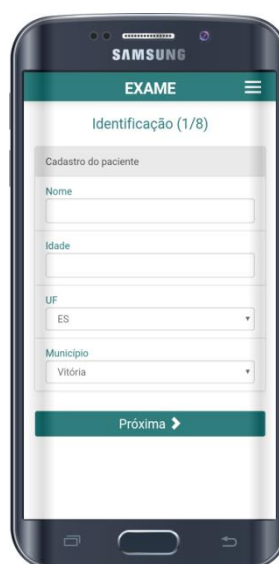 SAMSUNG
EXAME
Identificação (1/8)
Cadastro do paciente
Nome
Idade
UF
ES
Município
Vitória
Próxima